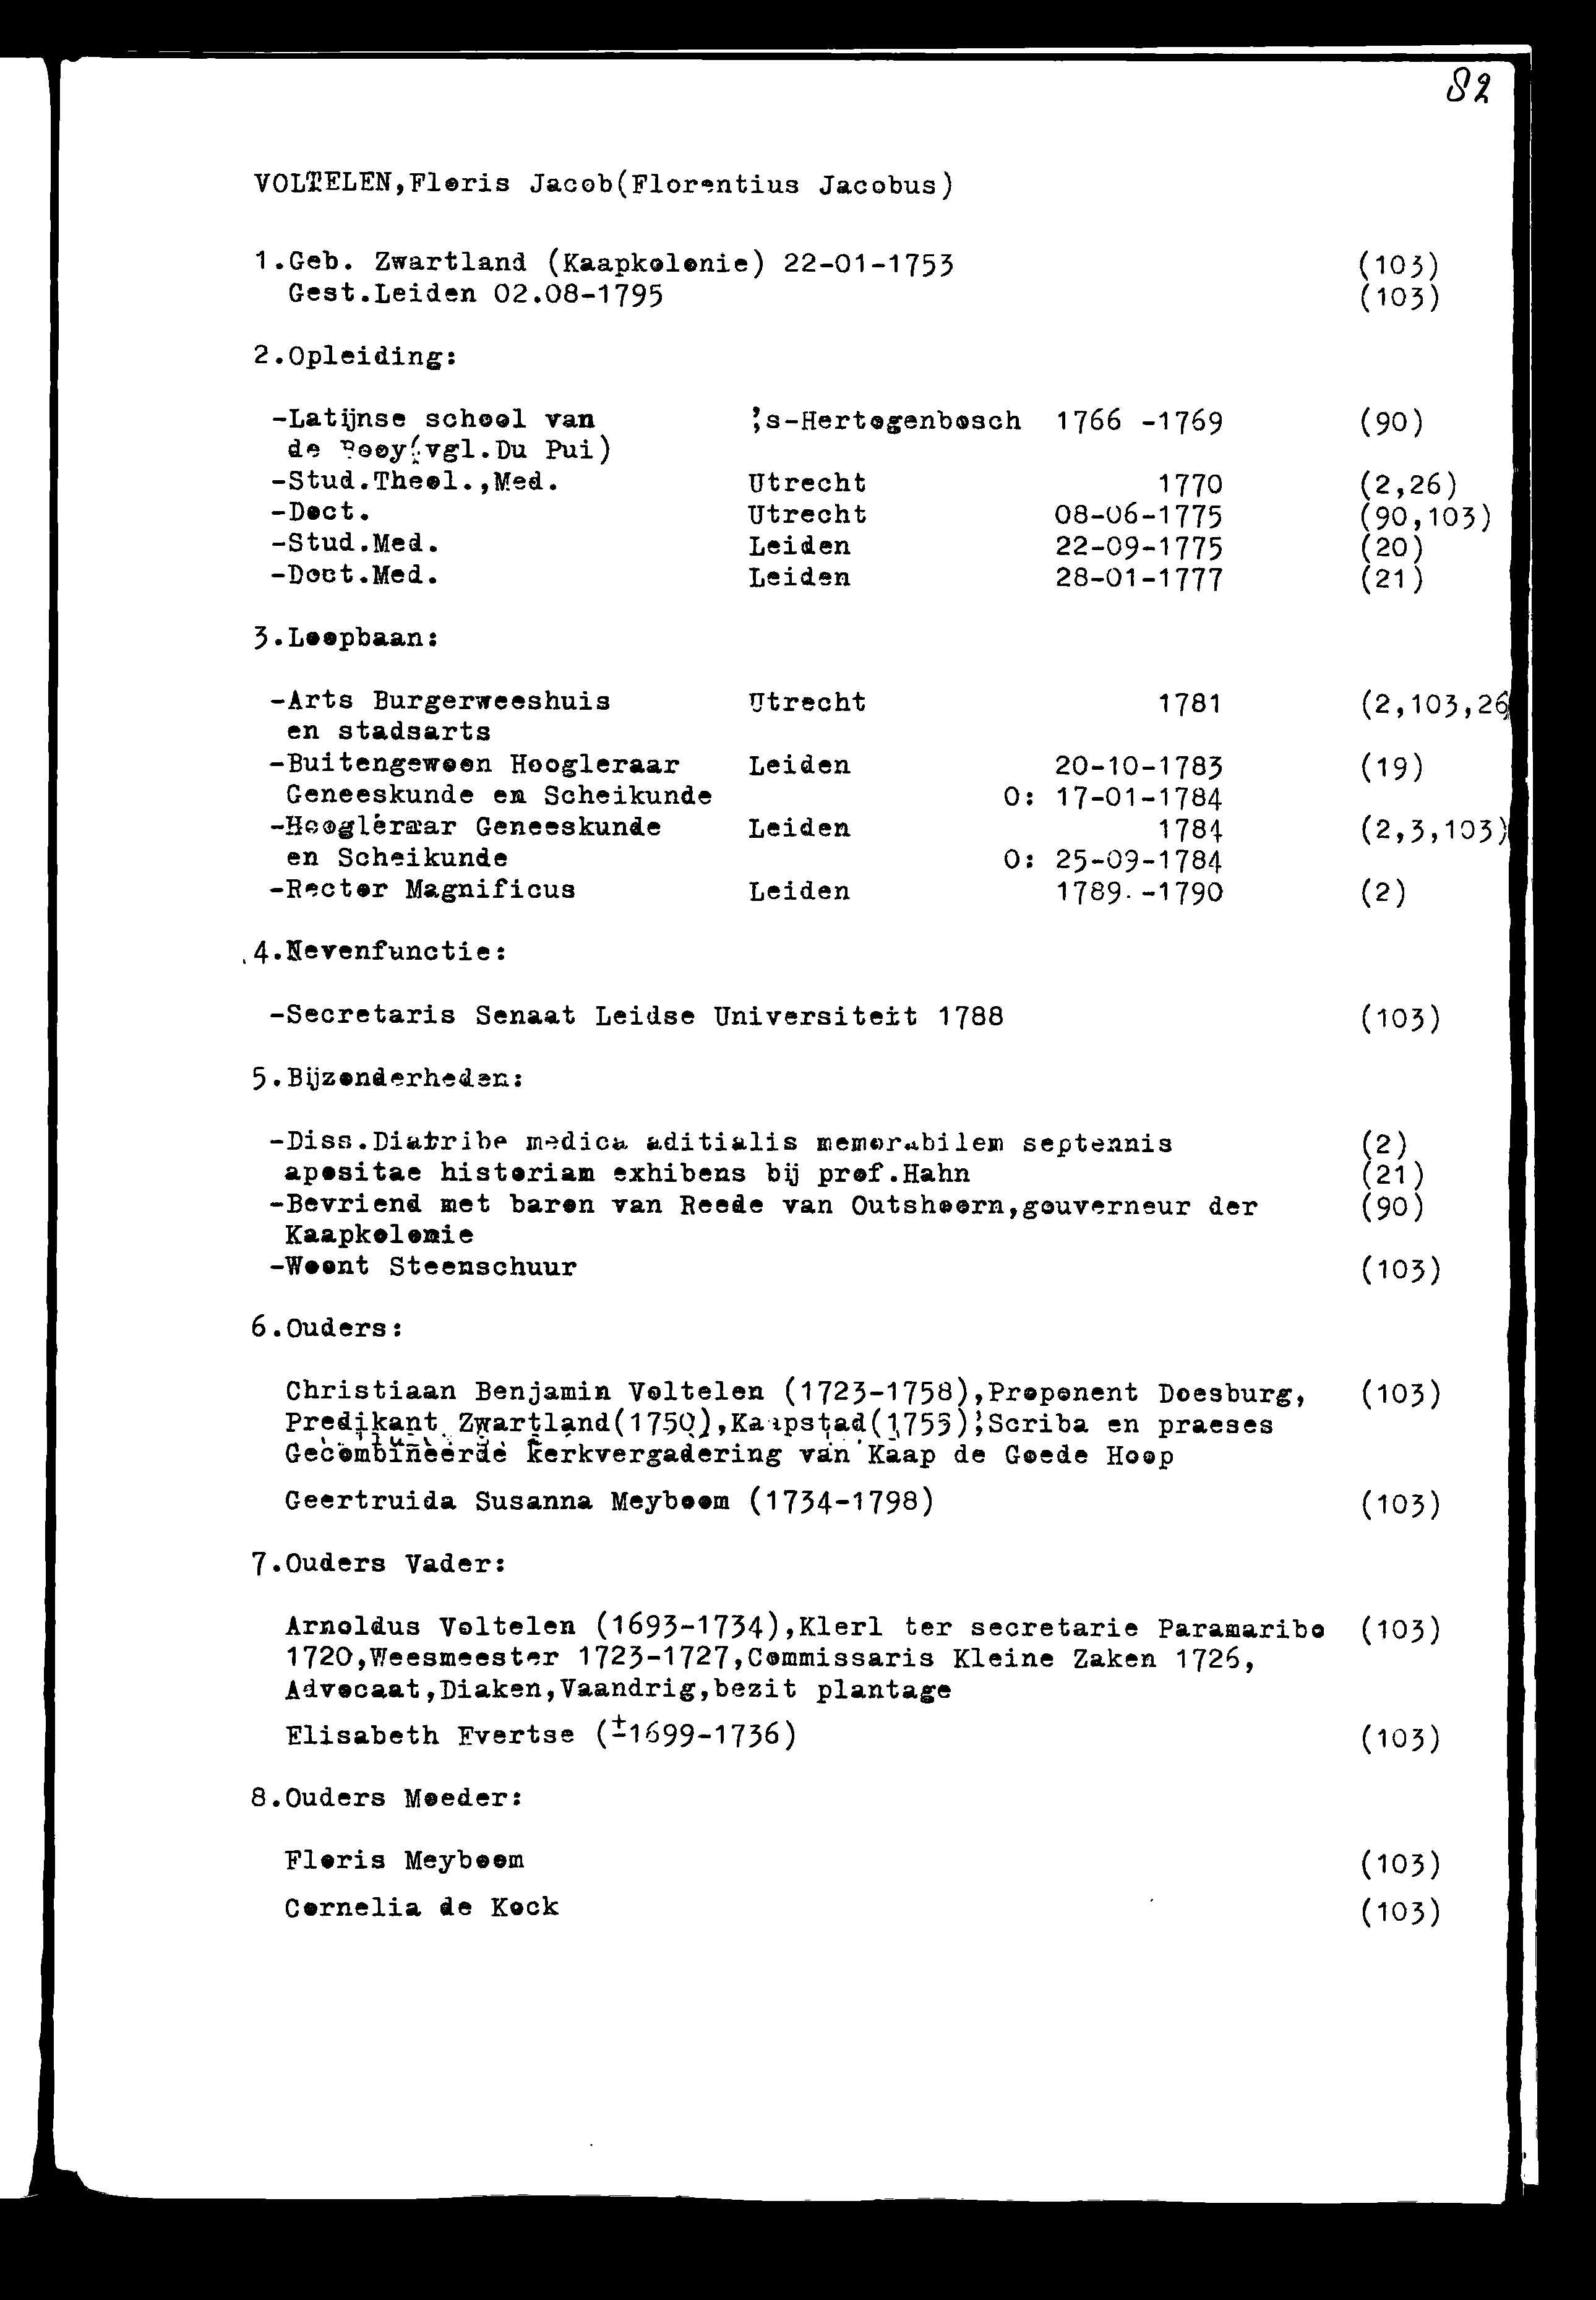 82
VOLTELEN,Floris Jacob(Florentius Jacobus)
1.Geb. Zwartland (Kaapkolonie) 22-01-1753 (103)
Gest.Leiden 02.08-1795 (103)
2.Opleiding:
-Latijnse school van 's-Hertogenbosch 1766 -1769 (90)
de Rooy(vgl.Du Pui)
-Stud.Theol.,Med. Utrecht 1770 (2,26)
-Doct. Utrecht 08-06-1775 (90,103)
-Stud.Med. Leiden 22-09-1775 (20)
-Doct.Med. Leiden 28-01-1777 (21)
3.Loopbaan:
-Arts Burgerweeshuis Utrecht 1781 (2,103,26
en stadsarts
-Buitengewoon Hoogleraar Leiden 20-10-1783 (19)
Geneeskunde en Scheikunde O: 17-01-1784
-Hoogleraar Geneeskunde Leiden 1784 (2,3,103)
en Scheikunde O: 25-09-1784
-Rector Magnificus Leiden 1789.-1790 (2)
4.Nevenfunctie:
-Secretaris Senaat Leidse Universiteit 1788 (103)
5.Bijzonderheden:
-Diss.Diatribe medica aditialis memorabilem septennis (2)
apositae historiam exhibens bij prof.Hahn (21)
-Bevriend met baron van Reede van Outshoorn,gouverneur der (90)
Kaapkolonie
-Woont Steenschuur (103)
6.Ouders:
Christiaan Benjamin Voltelen (1723-1758),Proponent Doesburg, (103)
Predikant Zwartland(1750),Kaapstad(1755);Scriba en praeses
Gecombineerde kerkvergadering van Kaap de Goede Hoop
Geertruida Susanna Meyboom (1734-1798) (103)
7.Ouders Vader:
Arnoldus Voltelen (1693-1734),Klerl ter secretarie Paramaribo (103)
1720,Weesmeester 1723-1727,Commissaris Kleine Zaken 1726,
Advocaat,Diaken,Vaandrig,bezit plantage
Elisabeth Evertse (±1699-1736) (103)
8.Ouders Moeder:
Floris Meyboom (103)
Cornelia de Kock (103)